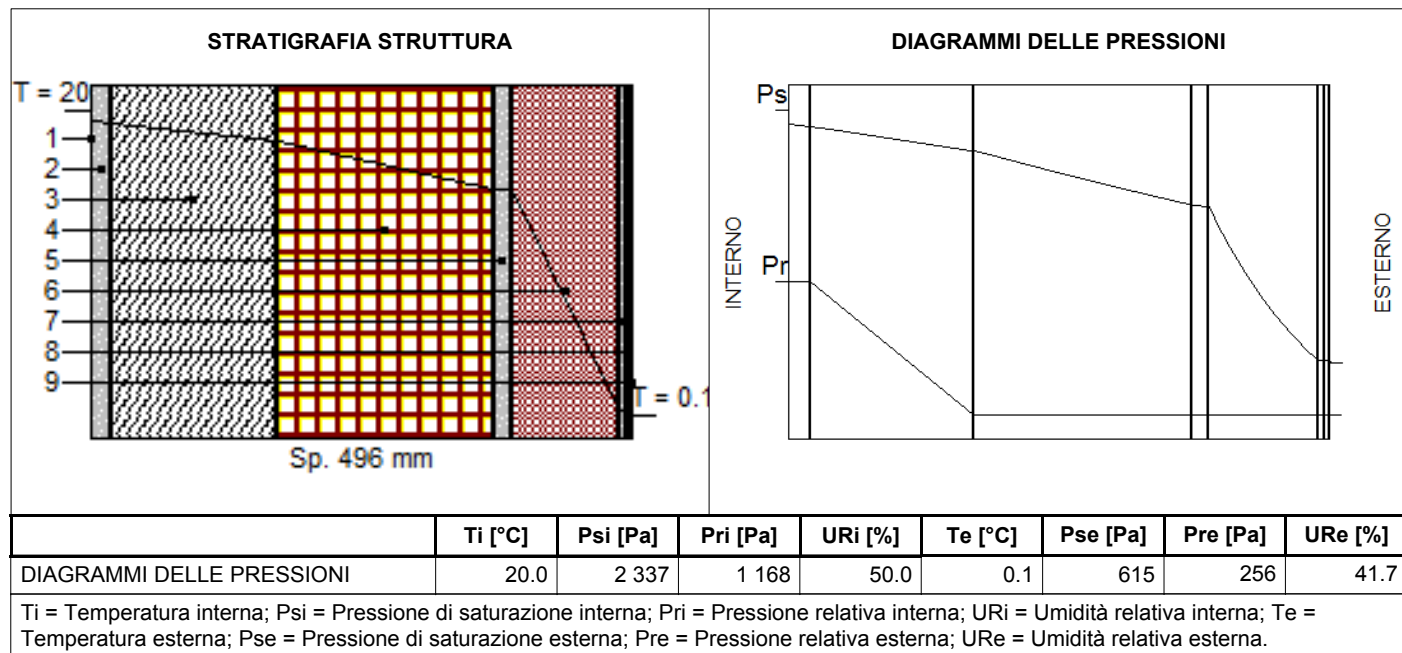 STRATIGRAFIA STRUTTURA
T = 20
1
2
3
4
5
6
7
8
9
T = 0.1
Sp. 496 mm
DIAGRAMMI DELLE PRESSIONI
Ps
Pr
INTERNO
ESTERNO
Ti [°C] Psi [Pa] Pri [Pa] URi [%] Te [°C] Pse [Pa] Pre [Pa] URe [%]
DIAGRAMMI DELLE PRESSIONI 20.0 2 337 1 168 50.0 0.1 615 256 41.7
Ti = Temperatura interna; Psi = Pressione di saturazione interna; Pri = Pressione relativa interna; URi = Umidità relativa interna; Te =
Temperatura esterna; Pse = Pressione di saturazione esterna; Pre = Pressione relativa esterna; URe = Umidità relativa esterna.